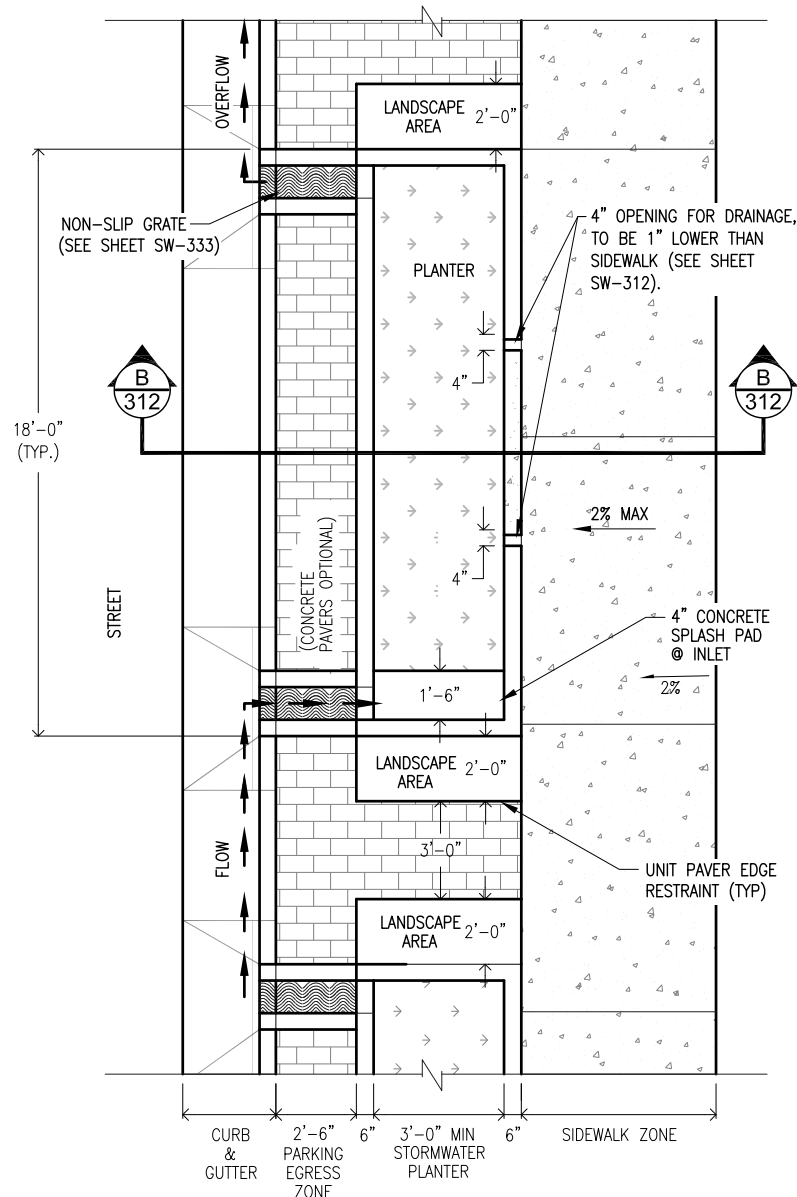 OVERFLOW
LANDSCAPE
AREA
2'-0"
NON-SLIP GRATE
(SEE SHEET SW-333)
4" OPENING FOR DRAINAGE,
TO BE 1" LOWER THAN
SIDEWALK (SEE SHEET
SW-312).
PLANTER
4"
B
312
B
312
18'-0"
(TYP.)
2% MAX
(CONCRETE
PAVERS OPTIONAL)
4"
STREET
4" CONCRETE
SPLASH PAD
@ INLET
2%
1'-6"
LANDSCAPE
AREA
2'-0"
3'-0"
FLOW
UNIT PAVER EDGE
RESTRAINT (TYP)
LANDSCAPE
AREA
2'-0"
CURB
&
GUTTER
2'-6"
PARKING
EGRESS
ZONE
6"
3'-0" MIN
STORMWATER
PLANTER
6"
SIDEWALK ZONE